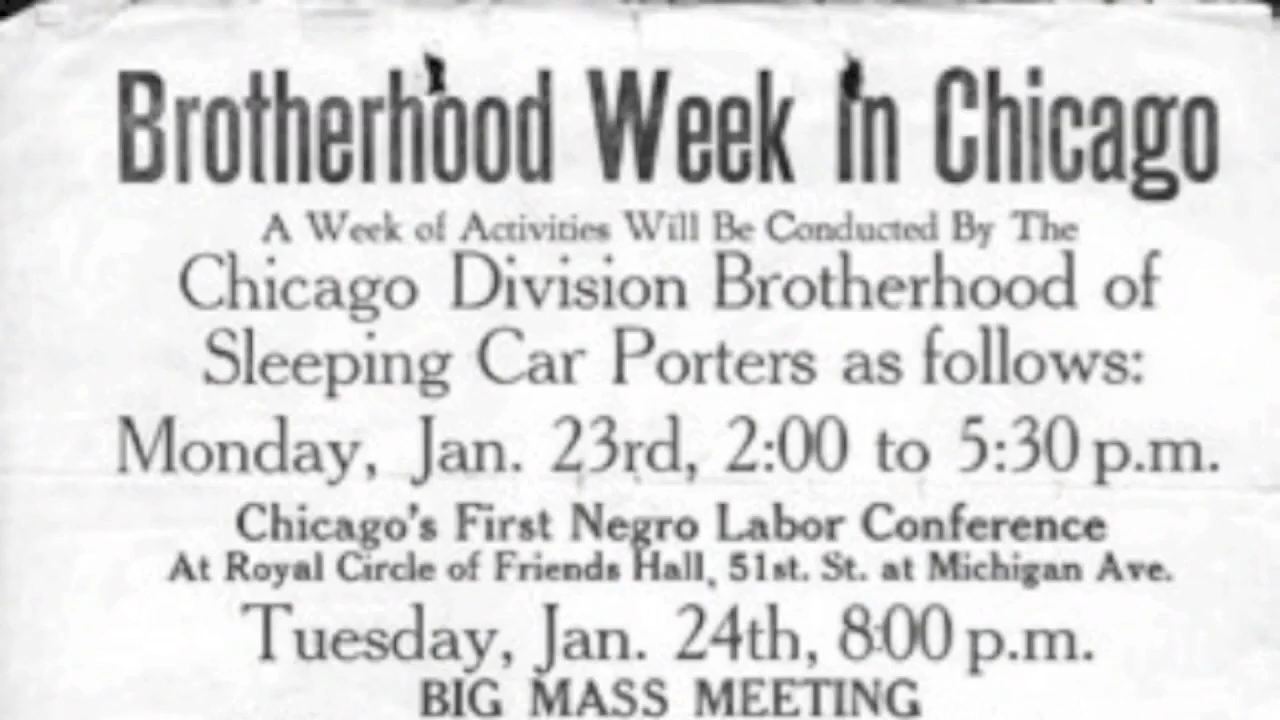 Brotherhood Week In Chicago
A Week of Activities Will Be Conducted By The
Chicago Division Brotherhood of
Sleeping Car Porters as follows:
Monday, Jan. 23rd, 2:00 to 5:30 p.m.
Chicago's First Negro Labor Conference
At Royal Circle of Friends Hall, 51st. St. at Michigan Ave.
Tuesday, Jan. 24th, 8:00 p.m.
BIG MASS MEETING